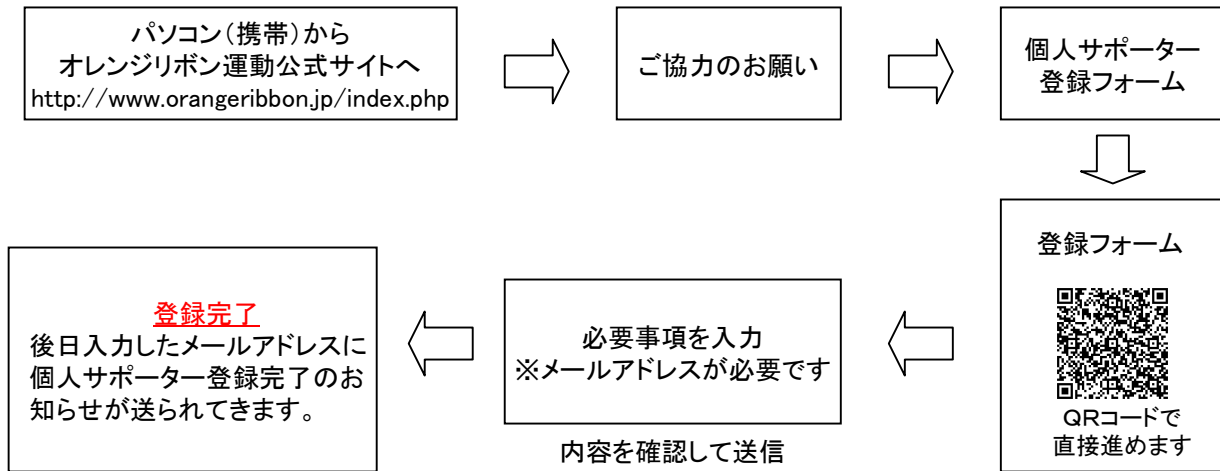 パソコン（携帯）から
オレンジリボン運動公式サイトへ
http://www.orangeribbon.jp/index.php
ご協力のお願い
個人サポーター
登録フォーム
登録フォーム
QRコードで
直接進めます
必要事項を入力
※メールアドレスが必要です
内容を確認して送信
登録完了
後日入力したメールアドレスに
個人サポーター登録完了のお
知らせが送られてきます。